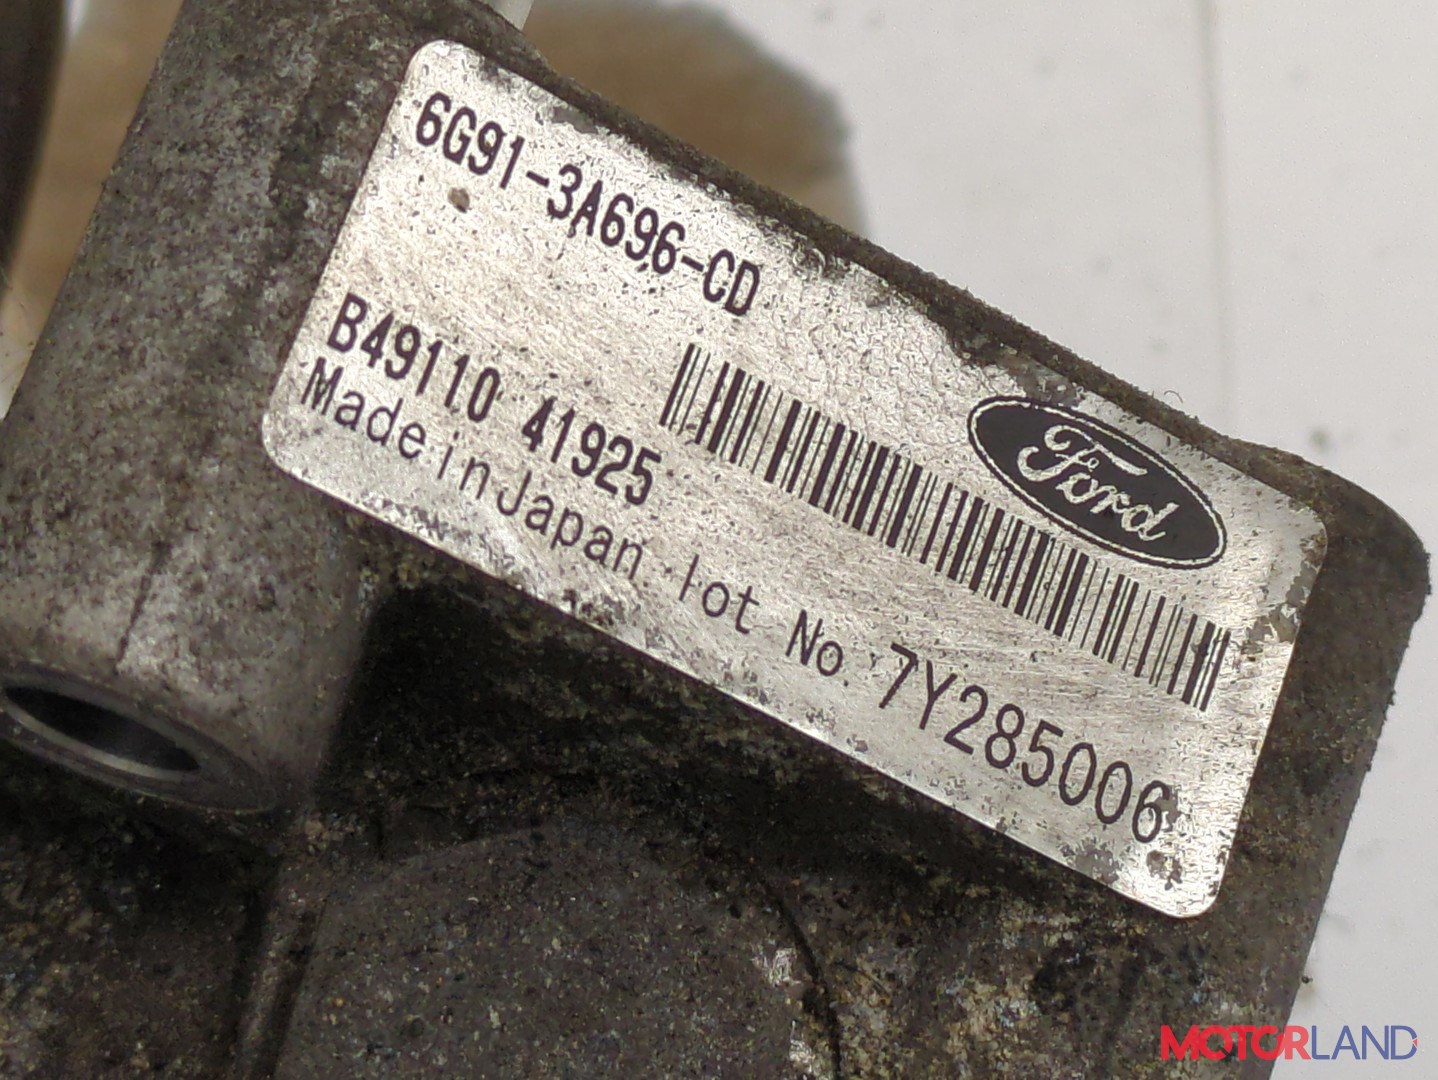 6G91-3A696-CD
B49110 41925
Made in Japan lot No. 7Y285006
Ford
MOTORLAND